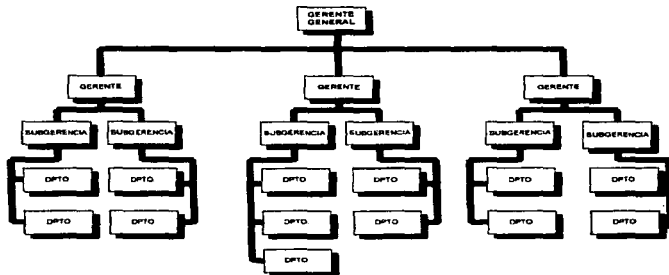 GERENTE
GENERAL
GERENTE GERENTE GERENTE
SUBGERENCIA SUBGERENCIA SUBGERENCIA SUBGERENCIA SUBGERENCIA SUBGERENCIA
DPTO DPTO DPTO DPTO DPTO DPTO
DPTO DPTO DPTO DPTO DPTO DPTO
DPTO